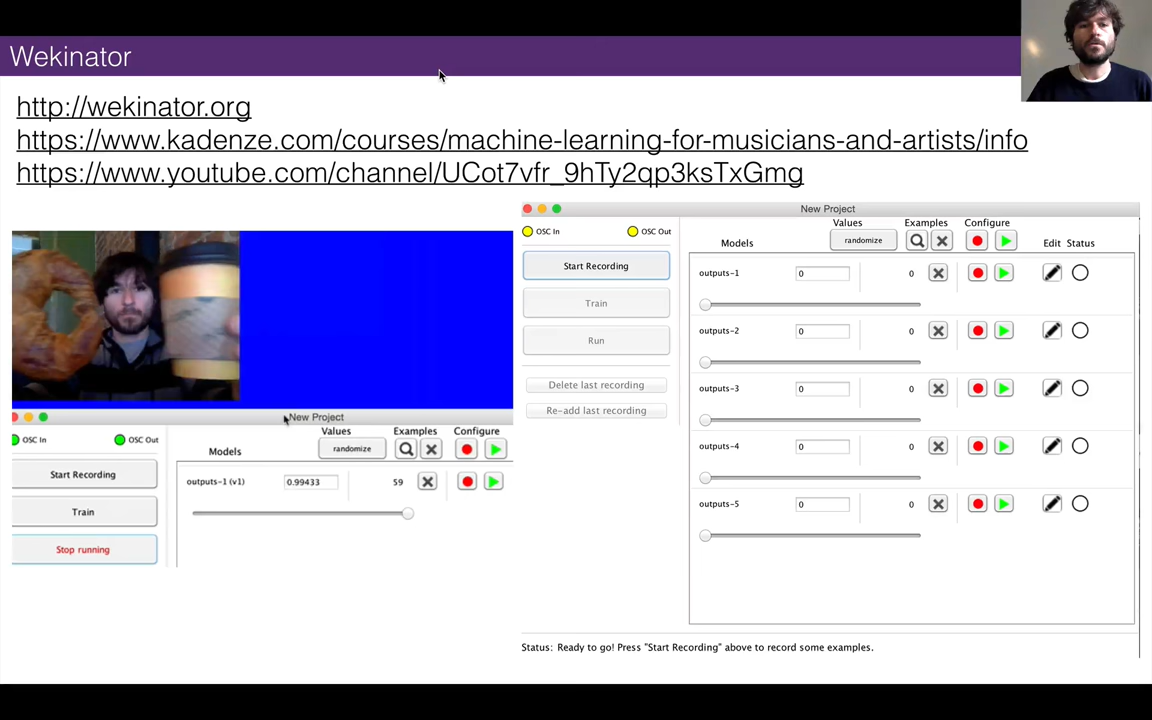 Wekinator
http://wekinator.org
https://www.kadenze.com/courses/machine-learning-for-musicians-and-artists/info
https://www.youtube.com/channel/UCot7vfr_9hTy2qp3ksTxGmg
New Project
OSC In OSC Out
Values Examples Configure
Models randomize
Start Recording
outputs-1 (v1) 0.99433 59
Train
Stop running
New Project
Values Examples Configure
OSC In OSC Out
Models randomize Edit Status
Start Recording
outputs-1 0 0
Train
outputs-2 0 0
Run
Delete last recording
outputs-3 0 0
Re-add last recording
outputs-4 0 0
outputs-5 0 0
Status: Ready to go! Press "Start Recording" above to record some examples.